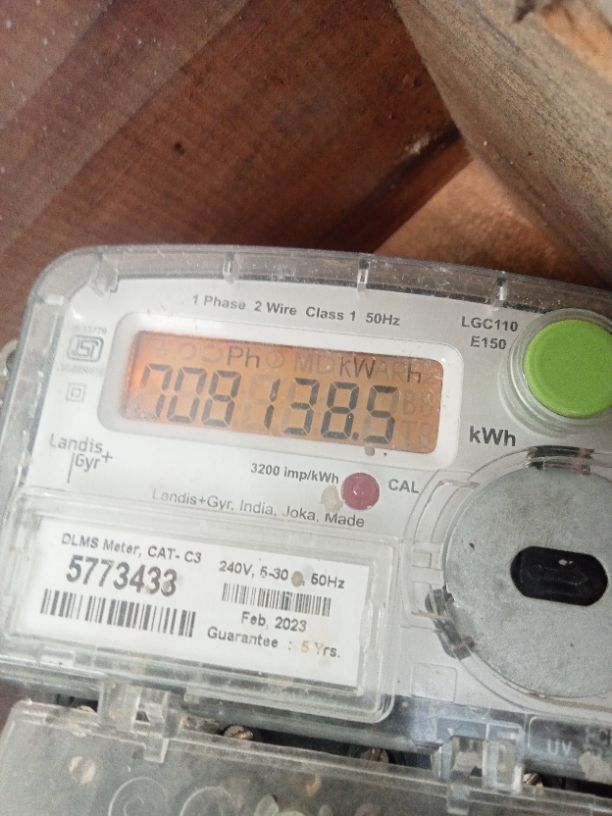 1 Phase 2 Wire Class 1 50Hz
LGC110
E150
Ph kWh
708138.5
kWh
Landis
Gyr+
3200 imp/kWh
CAL
Landis+Gyr, India, Joka, Made
DLMS Meter, CAT- C3
5773433
240V, 5-30 , 50Hz
Feb, 2023
Guarantee : 5 Yrs.
UV